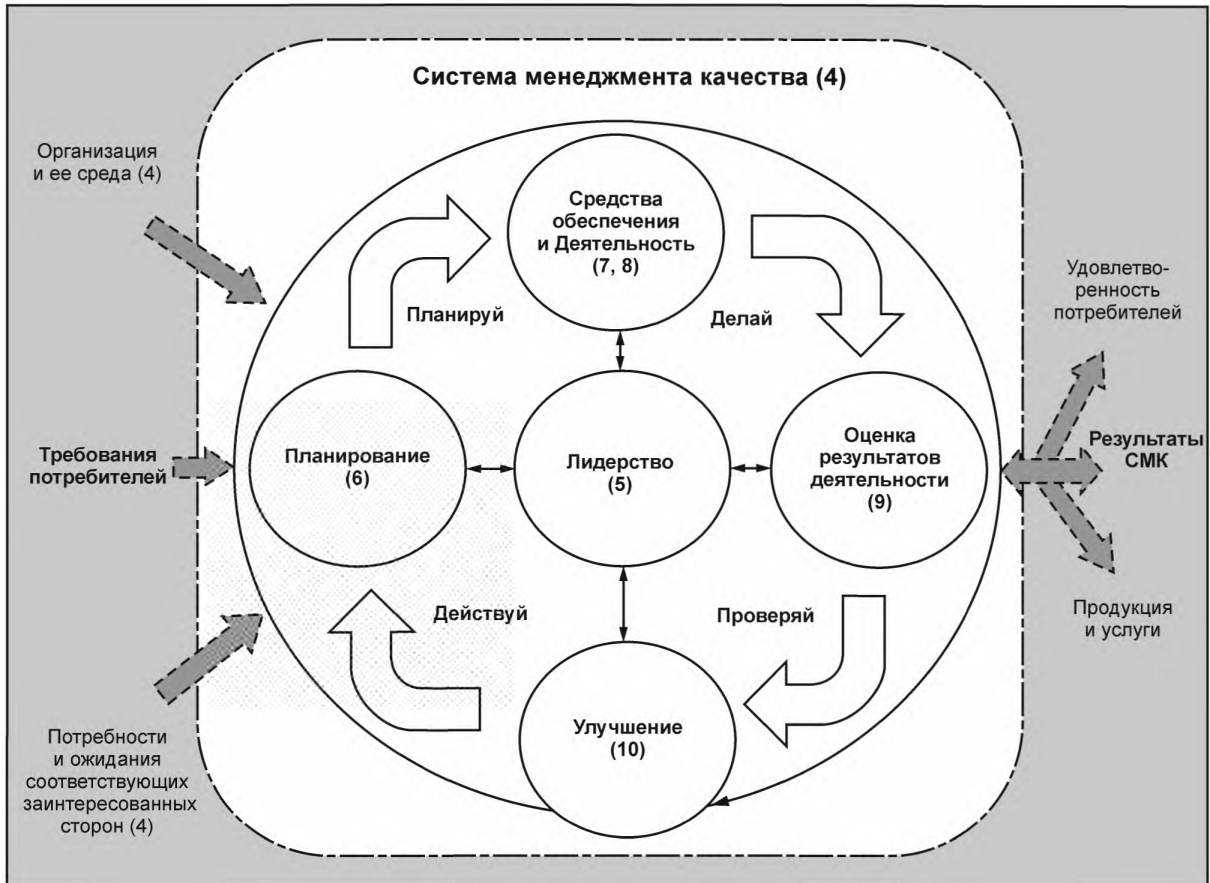 Система менеджмента качества (4)
Организация
и ее среда (4)
Средства
обеспечения
и Деятельность
(7, 8)
Планируй
Делай
Удовлетво-
ренность
потребителей
Требования
потребителей
Планирование
(6)
Лидерство
(5)
Оценка
результатов
деятельности
(9)
Результаты
СМК
Действуй
Проверяй
Продукция
и услуги
Улучшение
(10)
Потребности
и ожидания
соответствующих
заинтересованных
сторон (4)